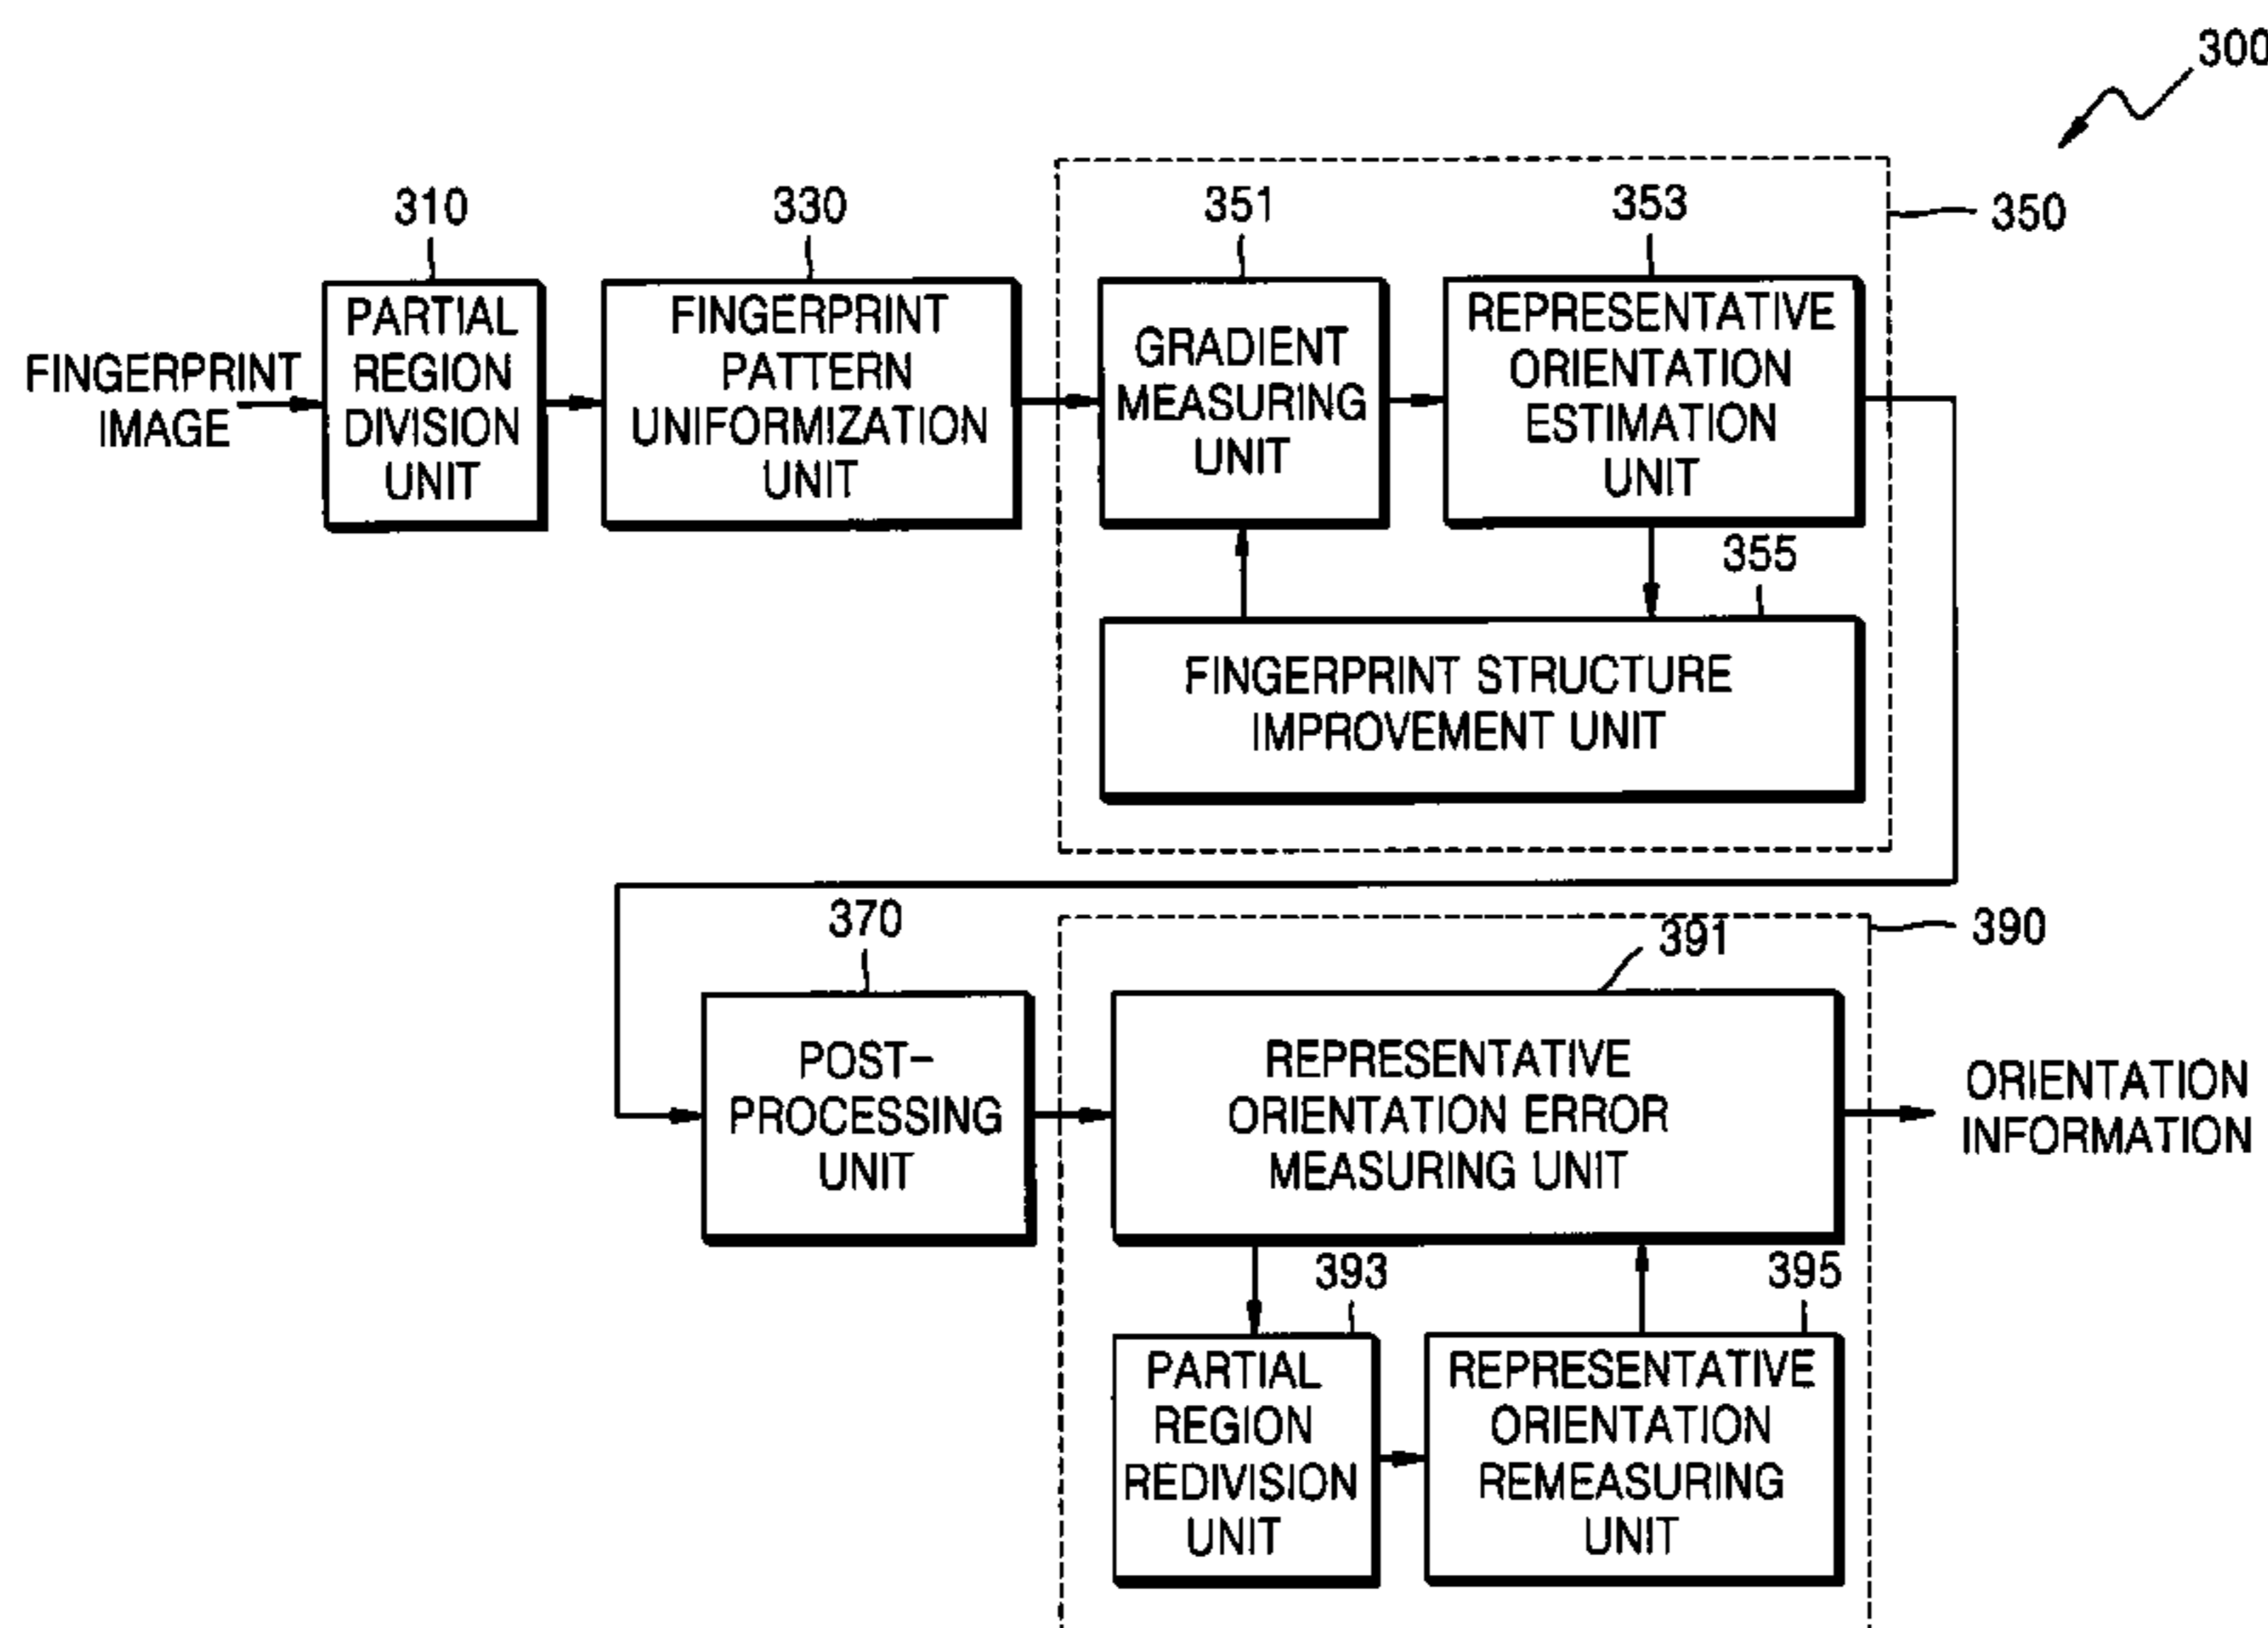 300
310
330
351
353
350
FINGERPRINT
IMAGE
PARTIAL
REGION
DIVISION
UNIT
FINGERPRINT
PATTERN
UNIFORMIZATION
UNIT
GRADIENT
MEASURING
UNIT
REPRESENTATIVE
ORIENTATION
ESTIMATION
UNIT
355
FINGERPRINT STRUCTURE
IMPROVEMENT UNIT
370
391
390
POST-
PROCESSING
UNIT
REPRESENTATIVE
ORIENTATION ERROR
MEASURING UNIT
ORIENTATION
INFORMATION
393
395
PARTIAL
REGION
REDIVISION
UNIT
REPRESENTATIVE
ORIENTATION
REMEASURING
UNIT